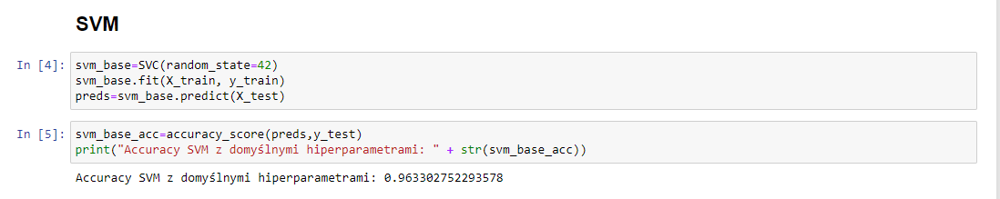 SVM
In [4]: svm_base=SVC(random_state=42)
svm_base.fit(X_train, y_train)
preds=svm_base.predict(X_test)
In [5]: svm_base_acc=accuracy_score(preds,y_test)
print("Accuracy SVM z domyślnymi hiperparametrami: " + str(svm_base_acc))
Accuracy SVM z domyślnymi hiperparametrami: 0.963302752293578